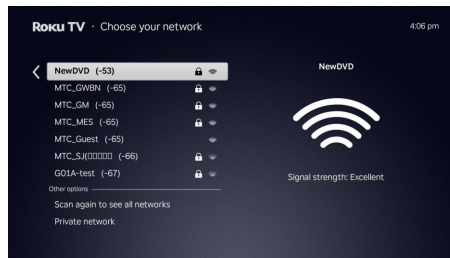 Roku TV · Choose your network
4:06 pm
NewDVD (-53)
MTC_GWBN (-65)
MTC_GM (-65)
MTC_MES (-65)
MTC_Guest (-65)
MTC_SJ(▯▯▯▯▯ (-66)
G01A-test (-67)
Other options
Scan again to see all networks
Private network
NewDVD
Signal strength: Excellent